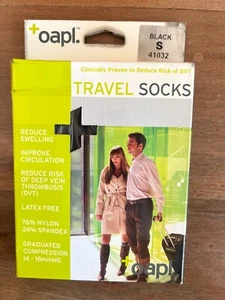 +oapl.
BLACK
S
41032
Clinically Proven to Reduce Risk of DVT
TRAVEL SOCKS
REDUCE
SWELLING
IMPROVE
CIRCULATION
REDUCE RISK
OF DEEP VEIN
THROMBOSIS
(DVT)
LATEX FREE
76% NYLON
24% SPANDEX
GRADUATED
COMPRESSION
14 - 18mmHG
+oapl.